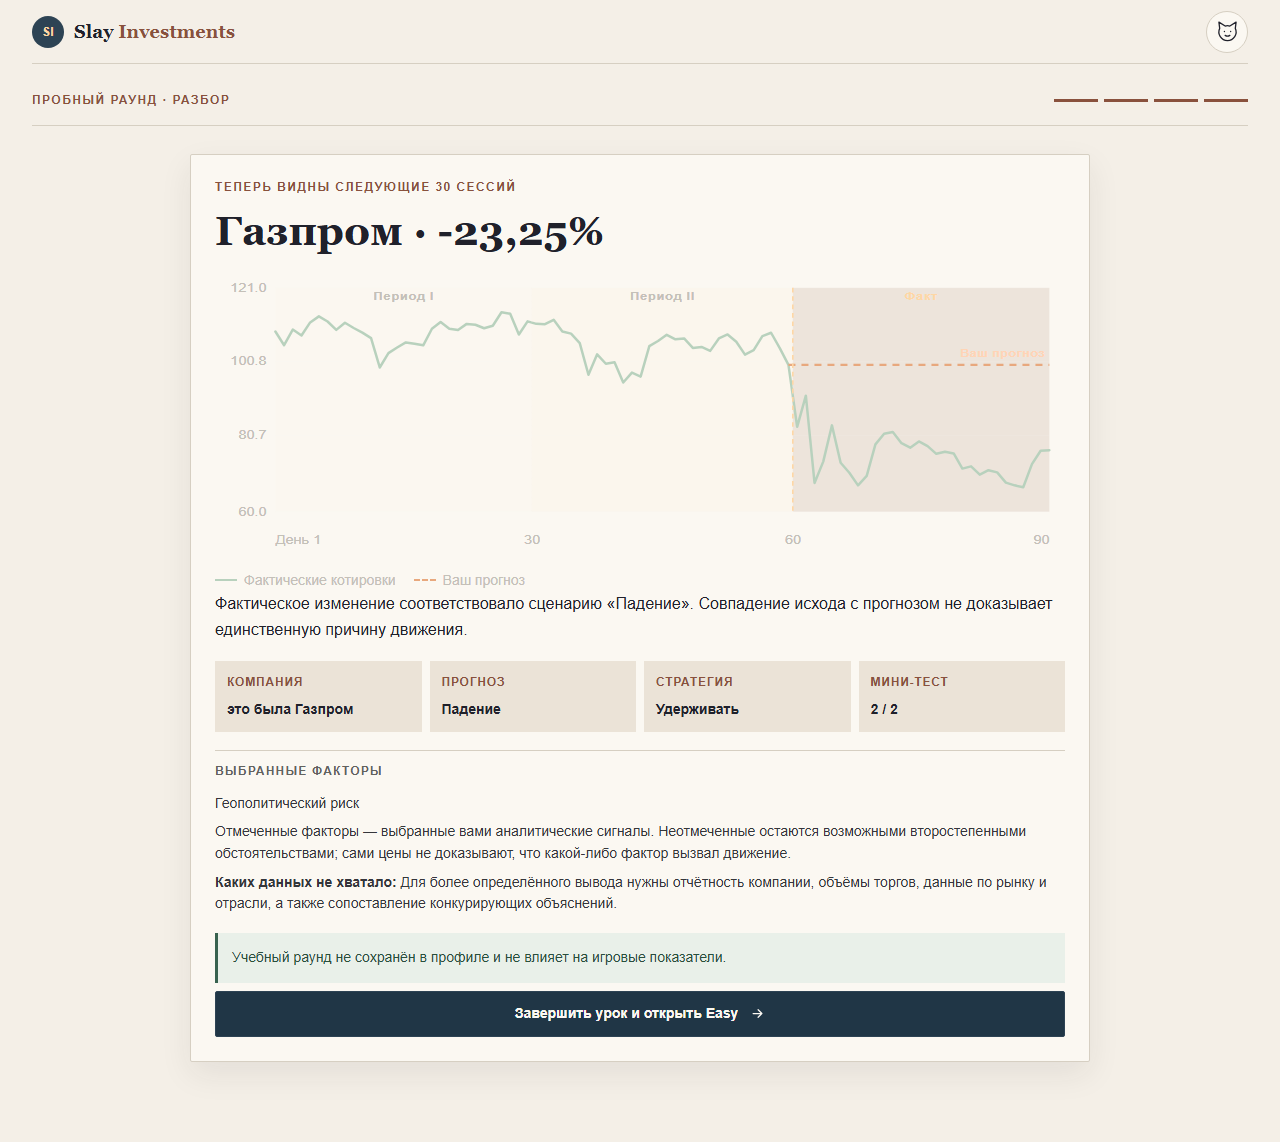 SI Slay Investments
ПРОБНЫЙ РАУНД · РАЗБОР
ТЕПЕРЬ ВИДНЫ СЛЕДУЮЩИЕ 30 СЕССИЙ
Газпром · -23,25%
121.0
Период I
Период II
Факт
100.8
Ваш прогноз
80.7
60.0
День 1
30
60
90
Фактические котировки
Ваш прогноз
Фактическое изменение соответствовало сценарию «Падение». Совпадение исхода с прогнозом не доказывает
единственную причину движения.
КОМПАНИЯ
это была Газпром
ПРОГНОЗ
Падение
СТРАТЕГИЯ
Удерживать
МИНИ-ТЕСТ
2 / 2
ВЫБРАННЫЕ ФАКТОРЫ
Геополитический риск
Отмеченные факторы — выбранные вами аналитические сигналы. Неотмеченные остаются возможными второстепенными
обстоятельствами; сами цены не доказывают, что какой-либо фактор вызвал движение.
Каких данных не хватало: Для более определённого вывода нужны отчётность компании, объёмы торгов, данные по рынку и
отрасли, а также сопоставление конкурирующих объяснений.
Учебный раунд не сохранён в профиле и не влияет на игровые показатели.
Завершить урок и открыть Easy →